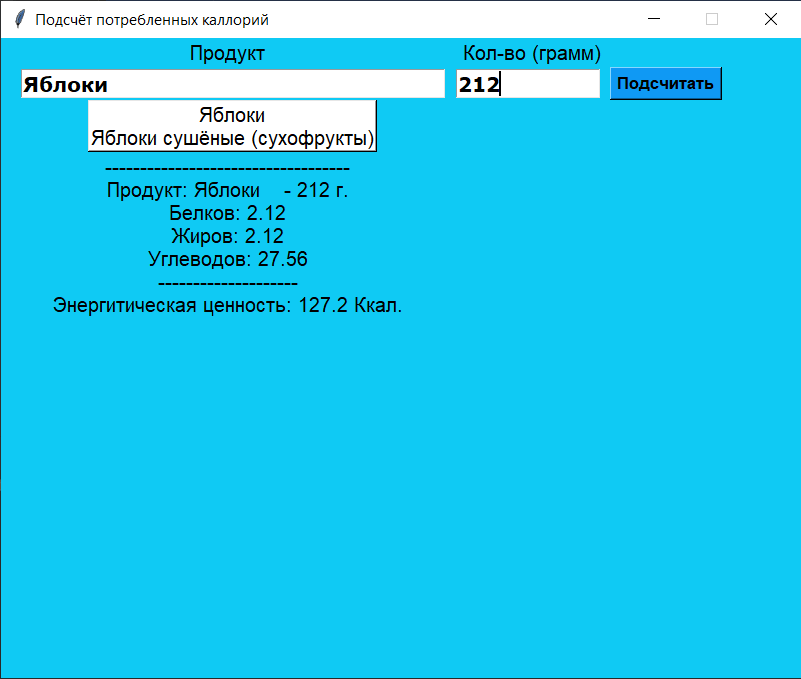 Подсчёт потребленных каллорий
Продукт Кол-во (грамм)
Яблоки 212 Подсчитать
Яблоки
Яблоки сушёные (сухофрукты)
-----------------------------------
Продукт: Яблоки - 212 г.
Белков: 2.12
Жиров: 2.12
Углеводов: 27.56
--------------------
Энергитическая ценность: 127.2 Ккал.